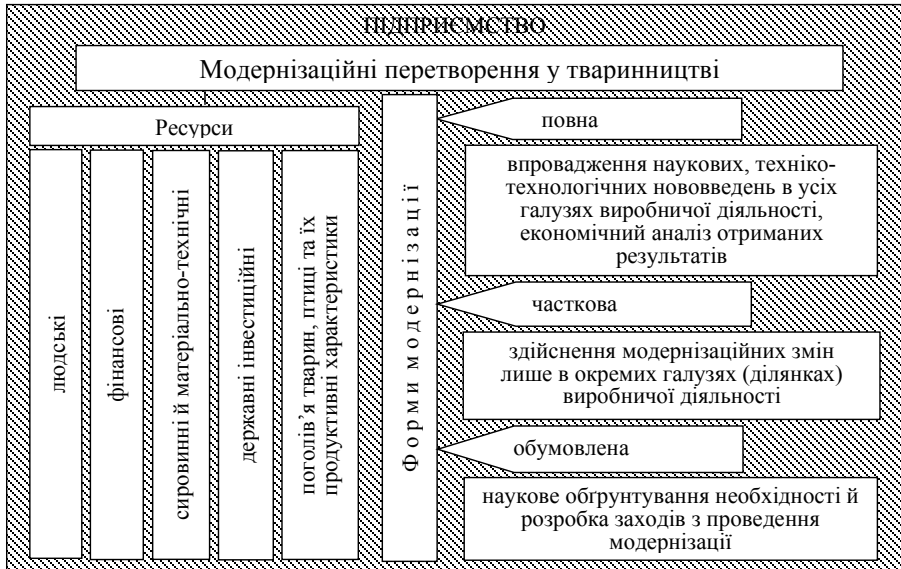 ПІДПРИЄМСТВО
Модернізаційні перетворення у тваринництві
Ресурси
людські
фінансові
сировинні й матеріально-технічні
державні інвестиційні
поголів’я тварин, птиці та їх
продуктивні характеристики
Форми модернізації
повна
впровадження наукових, техніко-
технологічних нововведень в усіх
галузях виробничої діяльності,
економічний аналіз отриманих
результатів
часткова
здійснення модернізаційних змін
лише в окремих галузях (ділянках)
виробничої діяльності
обумовлена
наукове обґрунтування необхідності й
розробка заходів з проведення
модернізації